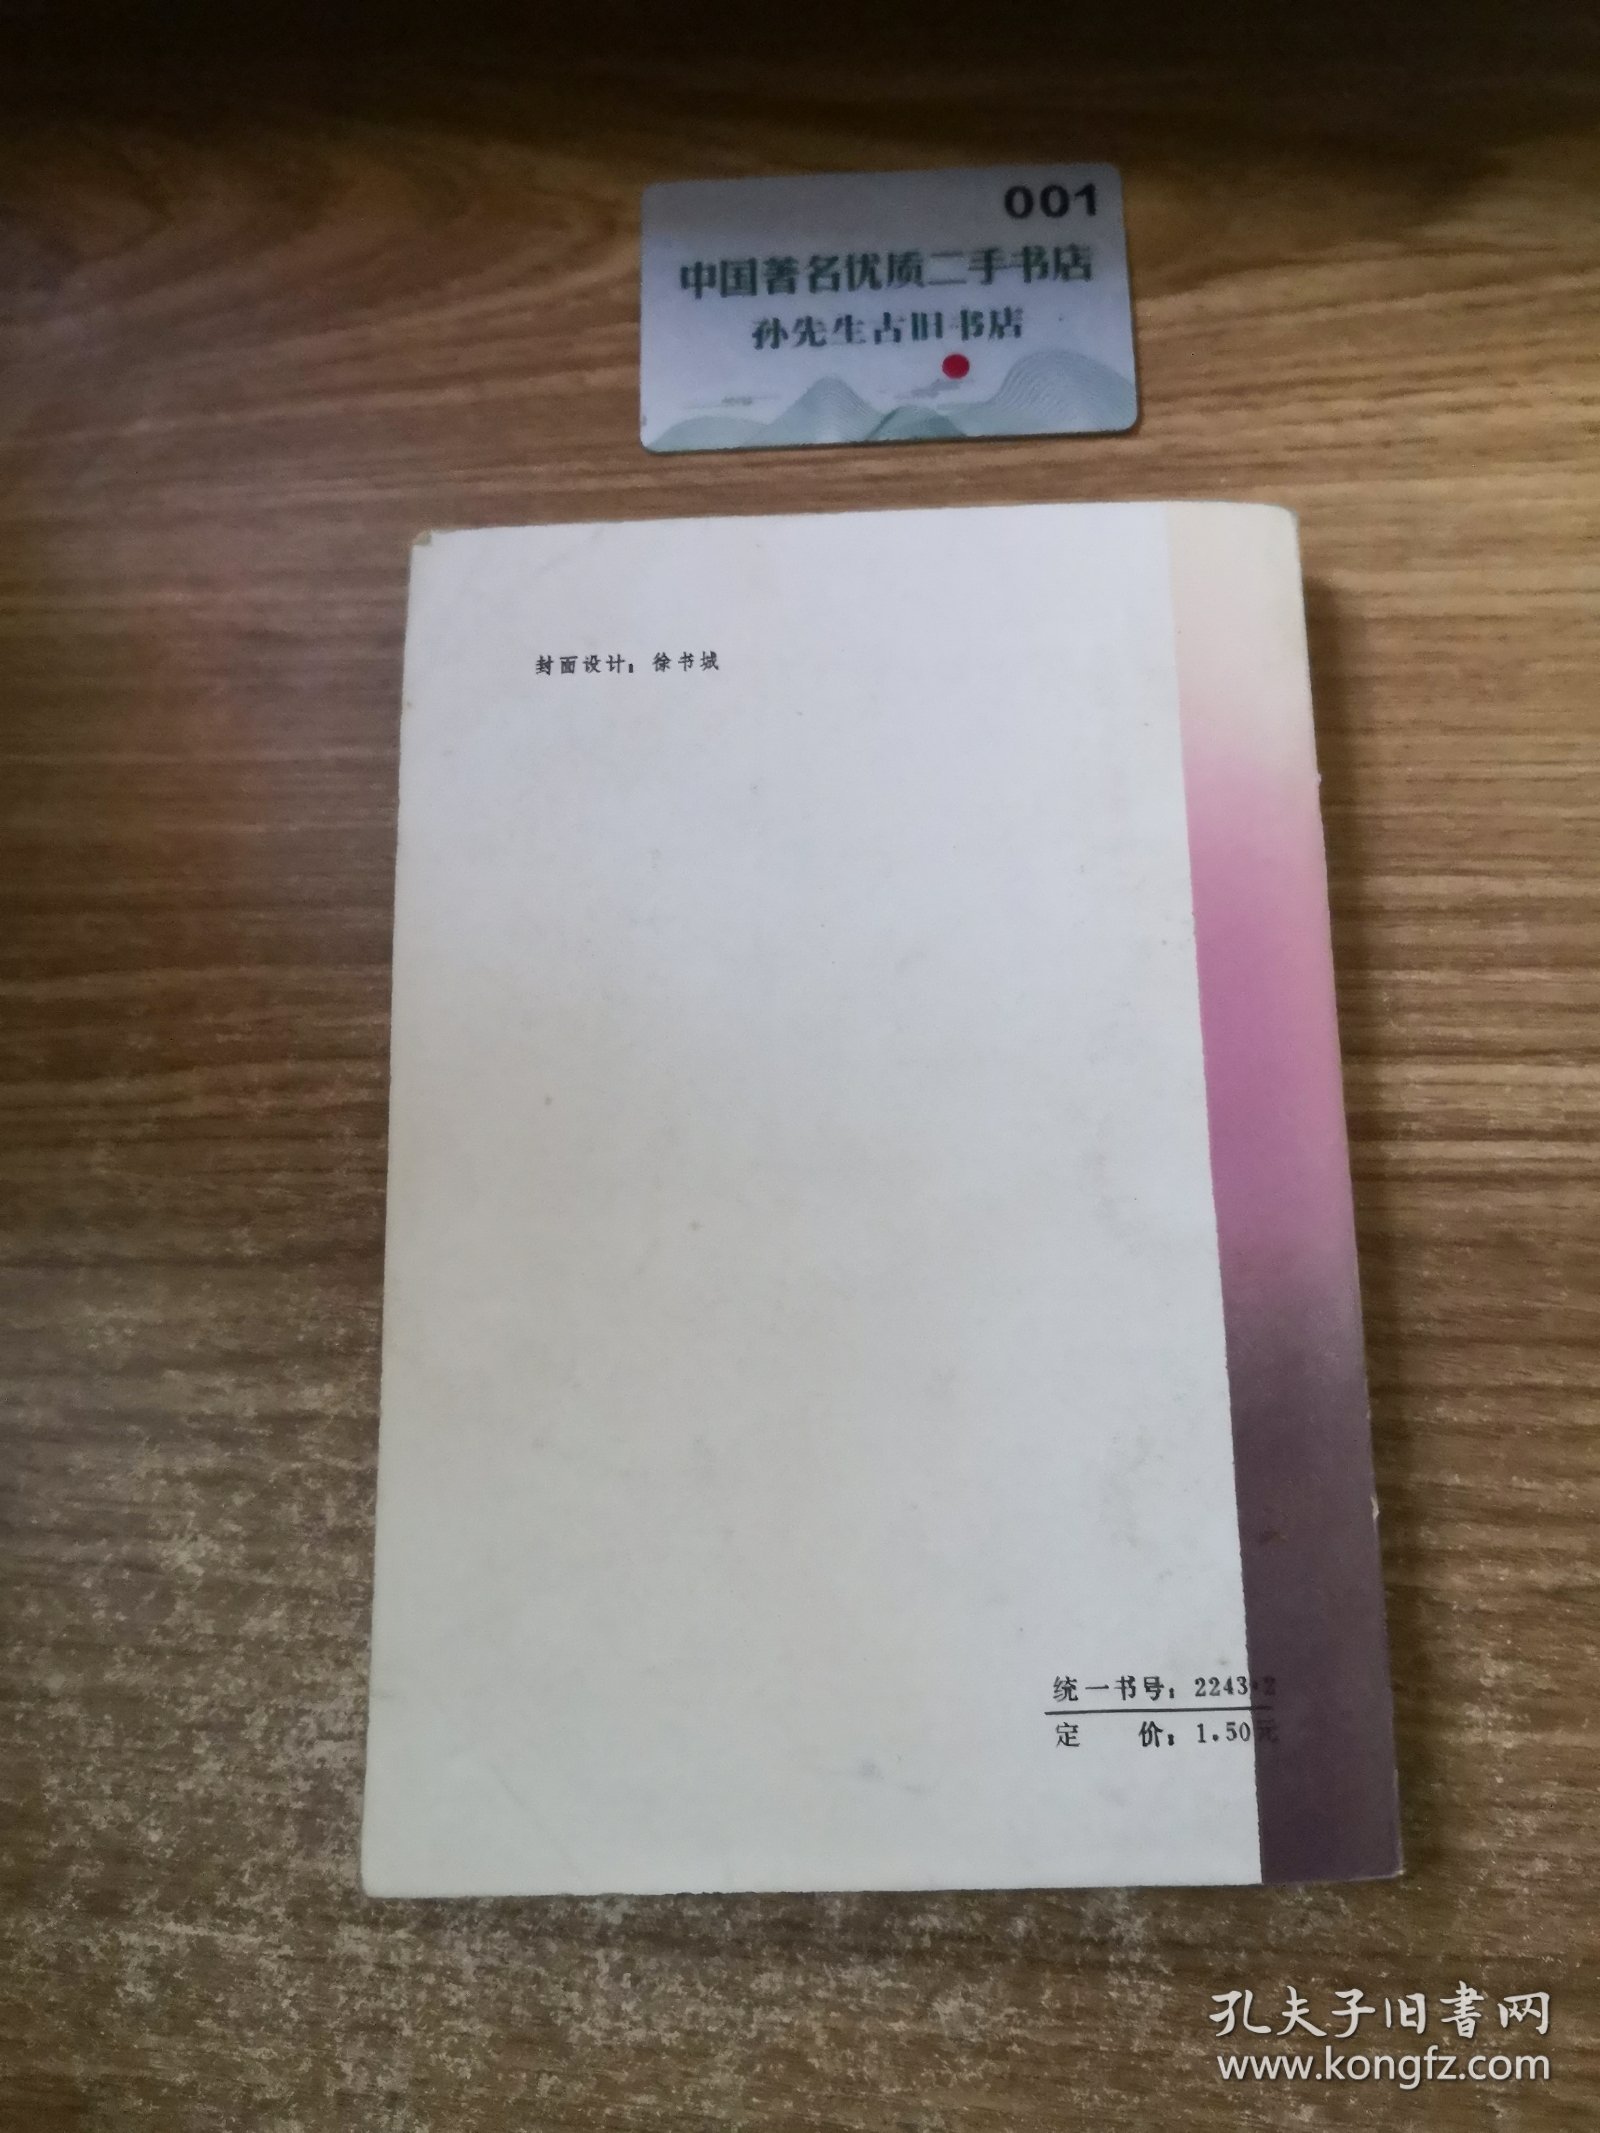 001
中国著名优质二手书店
孙先生古旧书店
封面设计：徐书城
统一书号：2243·2
定 价：1.50元
孔夫子旧書网
www.kongfz.com